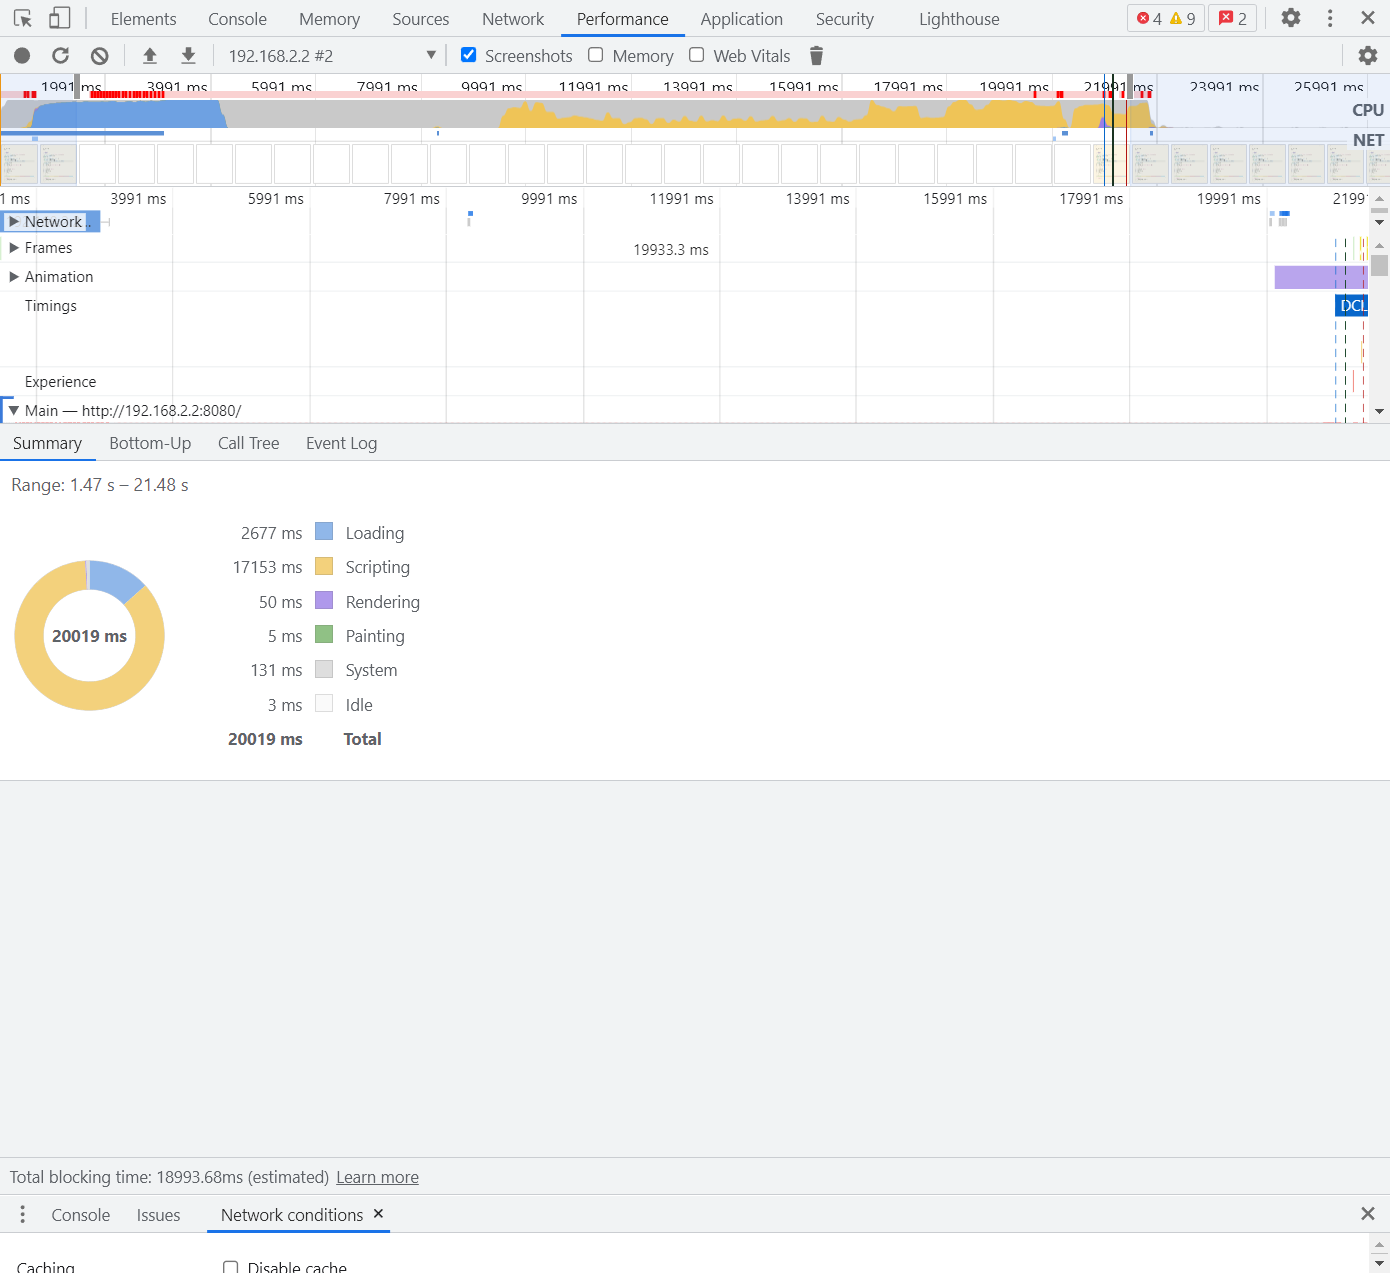 Elements Console Memory Sources Network Performance Application Security Lighthouse 4 9 2
192.168.2.2 #2 Screenshots Memory Web Vitals
1991 ms 3991 ms 5991 ms 7991 ms 9991 ms 11991 ms 13991 ms 15991 ms 17991 ms 19991 ms 21991 ms 23991 ms 25991 ms
CPU
NET
1 ms 3991 ms 5991 ms 7991 ms 9991 ms 11991 ms 13991 ms 15991 ms 17991 ms 19991 ms 2199
Network ..
Frames 19933.3 ms
Animation
Timings DCL
Experience
Main — http://192.168.2.2:8080/
Summary Bottom-Up Call Tree Event Log
Range: 1.47 s – 21.48 s
2677 ms Loading
17153 ms Scripting
50 ms Rendering
20019 ms
5 ms Painting
131 ms System
3 ms Idle
20019 ms Total
Total blocking time: 18993.68ms (estimated) Learn more
Console Issues Network conditions ×
Caching Disable cache